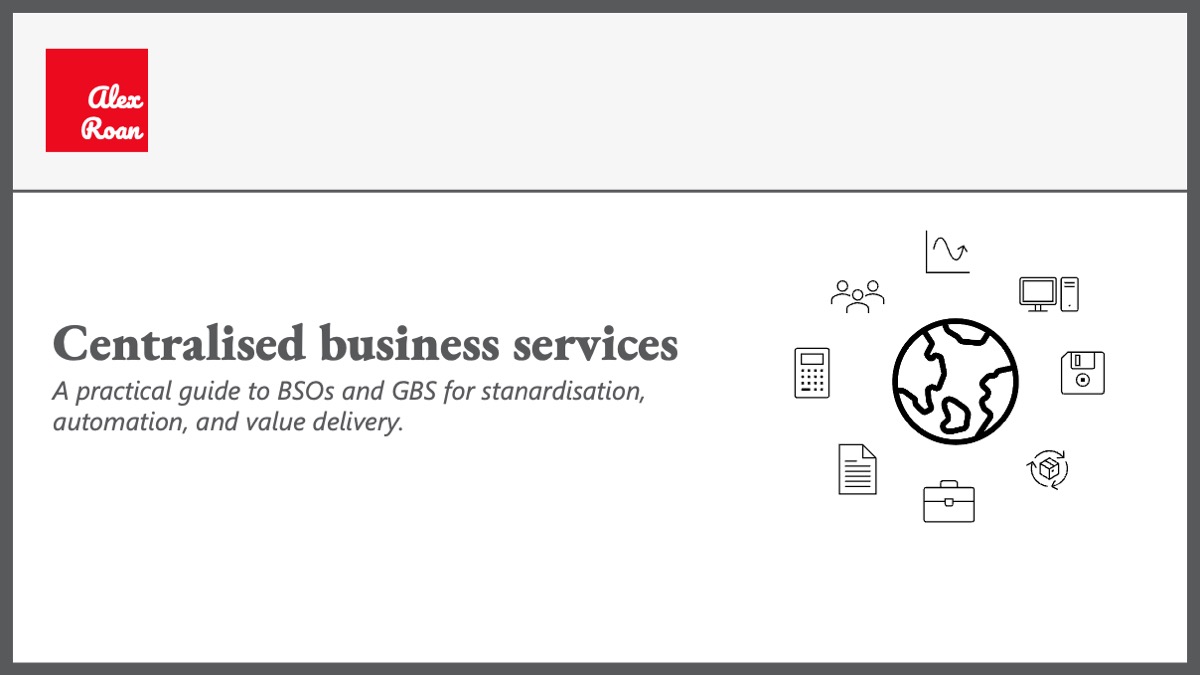 Alex
Roan
Centralised business services
A practical guide to BSOs and GBS for stanardisation,
automation, and value delivery.